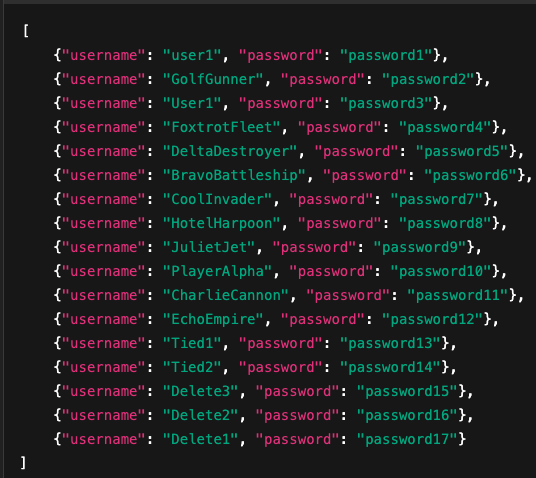 [
{"username": "user1", "password": "password1"},
{"username": "GolfGunner", "password": "password2"},
{"username": "User1", "password": "password3"},
{"username": "FoxtrotFleet", "password": "password4"},
{"username": "DeltaDestroyer", "password": "password5"},
{"username": "BravoBattleship", "password": "password6"},
{"username": "CoolInvader", "password": "password7"},
{"username": "HotelHarpoon", "password": "password8"},
{"username": "JulietJet", "password": "password9"},
{"username": "PlayerAlpha", "password": "password10"},
{"username": "CharlieCannon", "password": "password11"},
{"username": "EchoEmpire", "password": "password12"},
{"username": "Tied1", "password": "password13"},
{"username": "Tied2", "password": "password14"},
{"username": "Delete3", "password": "password15"},
{"username": "Delete2", "password": "password16"},
{"username": "Delete1", "password": "password17"}
]